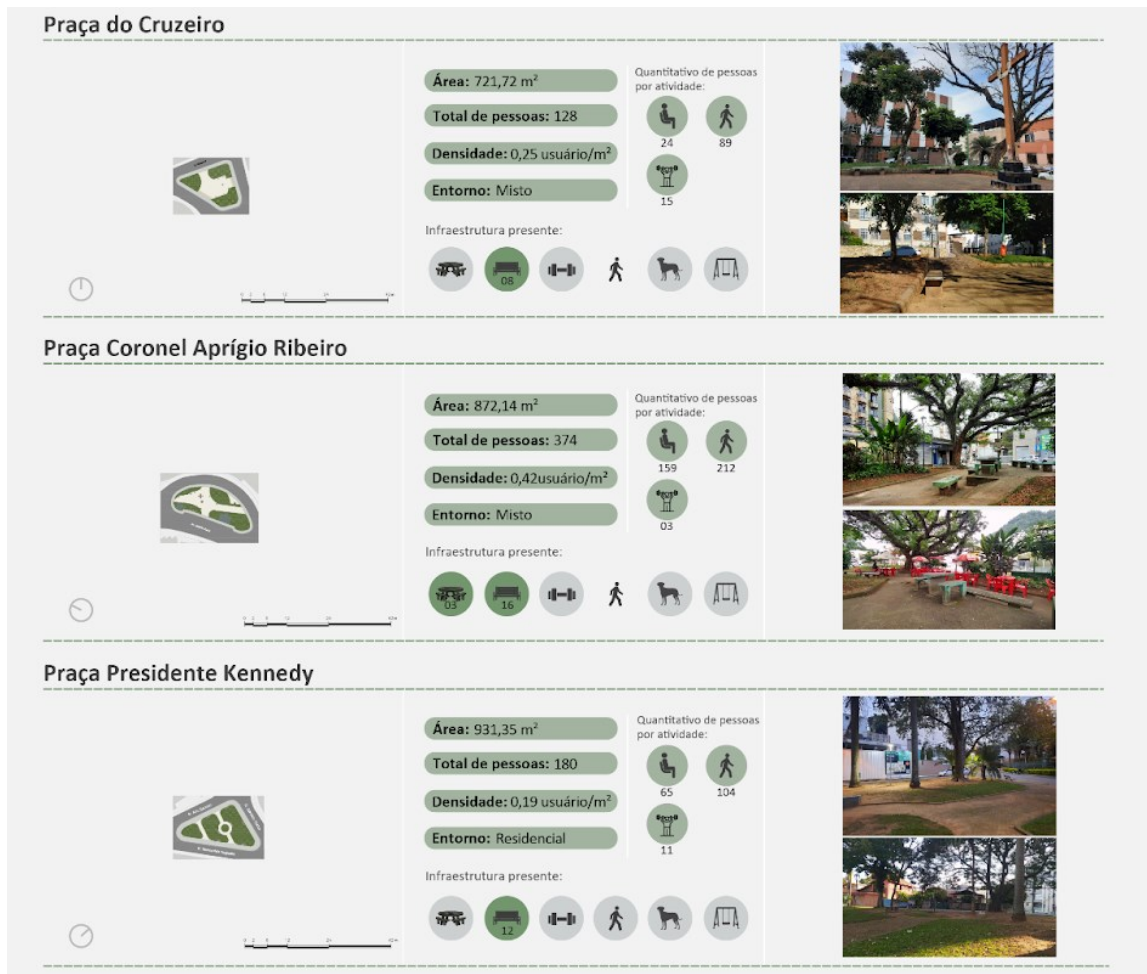 Praça do Cruzeiro
Área: 721,72 m²
Total de pessoas: 128
Densidade: 0,25 usuário/m²
Entorno: Misto
Quantitativo de pessoas
por atividade:
24
89
15
Infraestrutura presente:
08
Praça Coronel Aprígio Ribeiro
Área: 872,14 m²
Total de pessoas: 374
Densidade: 0,42usuário/m²
Entorno: Misto
Quantitativo de pessoas
por atividade:
159
212
03
Infraestrutura presente:
03
16
Praça Presidente Kennedy
Área: 931,35 m²
Total de pessoas: 180
Densidade: 0,19 usuário/m²
Entorno: Residencial
Quantitativo de pessoas
por atividade:
65
104
11
Infraestrutura presente:
12